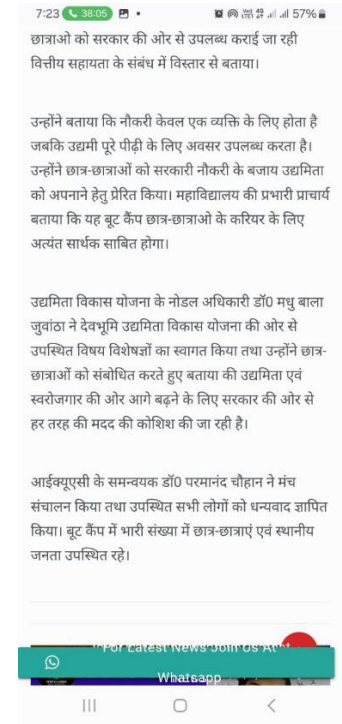 7:23 38:05 57%
छात्राओ को सरकार की ओर से उपलब्ध कराई जा रही
वित्तीय सहायता के संबंध में विस्तार से बताया।
उन्होंने बताया कि नौकरी केवल एक व्यक्ति के लिए होता है
जबकि उद्यमी पूरे पीढ़ी के लिए अवसर उपलब्ध करता है।
उन्होंने छात्र-छात्राओं को सरकारी नौकरी के बजाय उद्यमिता
को अपनाने हेतु प्रेरित किया। महाविद्यालय की प्रभारी प्राचार्य
बताया कि यह बूट कैंप छात्र-छात्राओ के करियर के लिए
अत्यंत सार्थक साबित होगा।
उद्यमिता विकास योजना के नोडल अधिकारी डॉ0 मधु बाला
जुवांठा ने देवभूमि उद्यमिता विकास योजना की ओर से
उपस्थित विषय विशेषज्ञों का स्वागत किया तथा उन्होंने छात्र-
छात्राओं को संबोधित करते हुए बताया की उद्यमिता एवं
स्वरोजगार की ओर आगे बढ़ने के लिए सरकार की ओर से
हर तरह की मदद की कोशिश की जा रही है।
आईक्यूएसी के समन्वयक डॉ0 परमानंद चौहान ने मंच
संचालन किया तथा उपस्थित सभी लोगों को धन्यवाद ज्ञापित
किया। बूट कैंप में भारी संख्या में छात्र-छात्राएं एवं स्थानीय
जनता उपस्थित रहे।
For Latest News Join Us At
Whatsapp